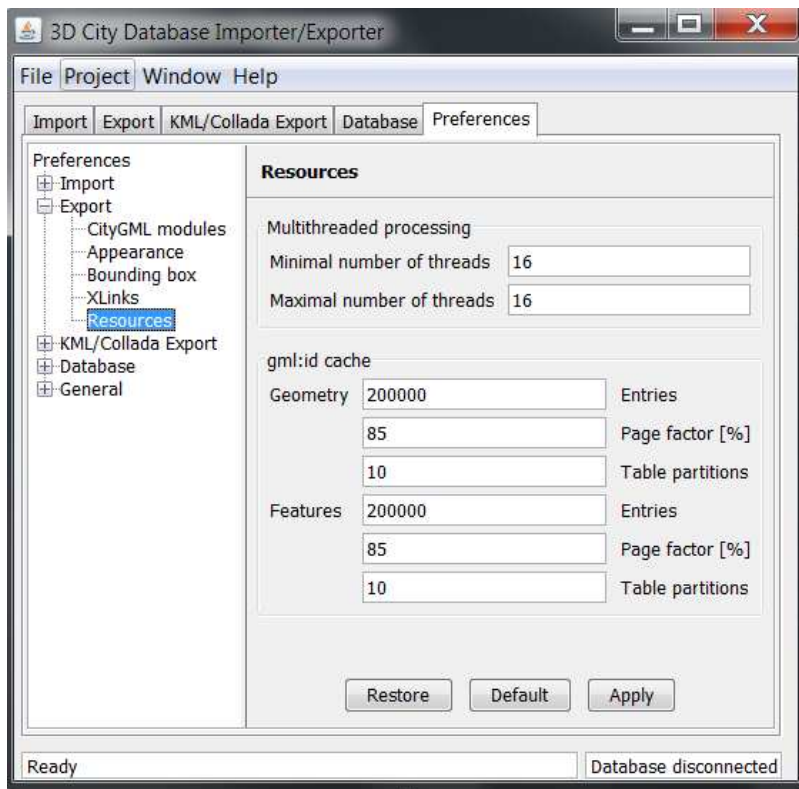 3D City Database Importer/Exporter
File Project Window Help
Import Export KML/Collada Export Database Preferences
Preferences
Import
Export
CityGML modules
Appearance
Bounding box
XLinks
Resources
KML/Collada Export
Database
General
Resources
Multithreaded processing
Minimal number of threads 16
Maximal number of threads 16
gml:id cache
Geometry 200000 Entries
85 Page factor [%]
10 Table partitions
Features 200000 Entries
85 Page factor [%]
10 Table partitions
Restore Default Apply
Ready Database disconnected